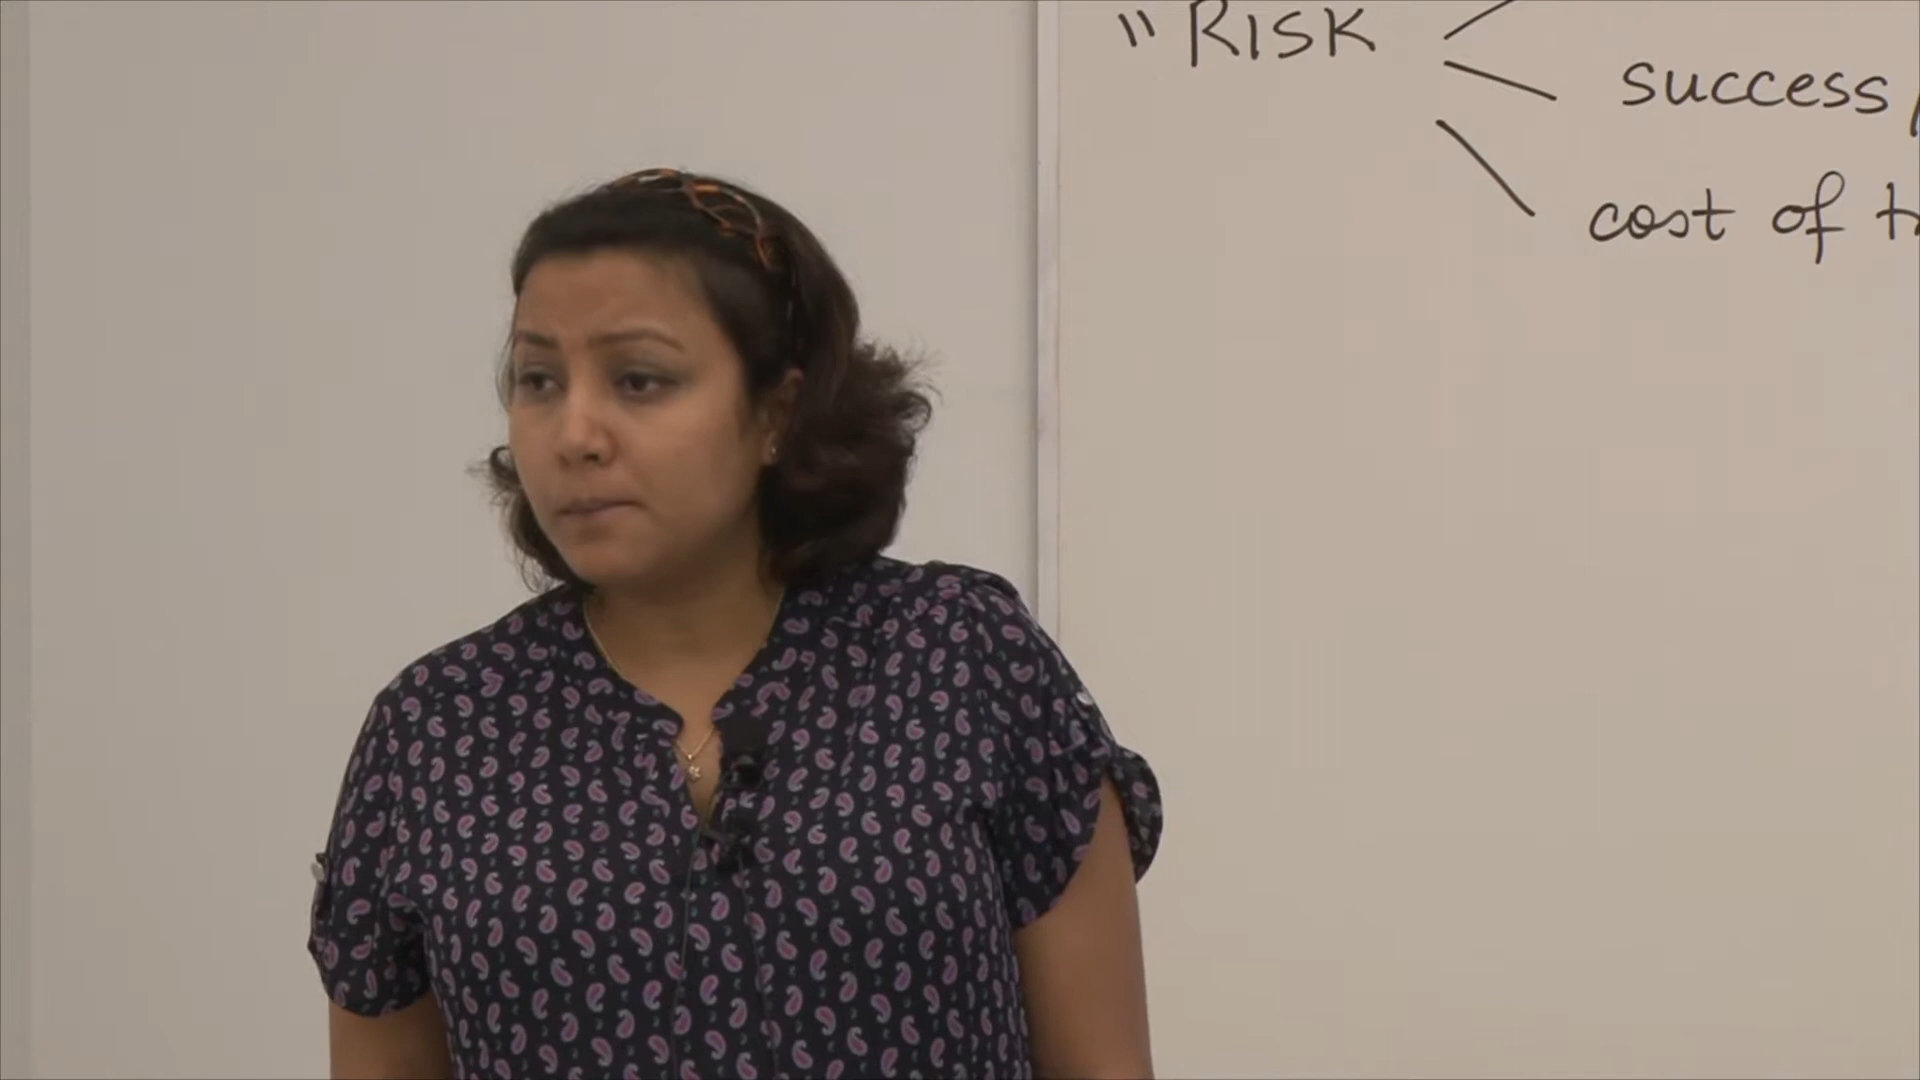 " RISK
success
cost of